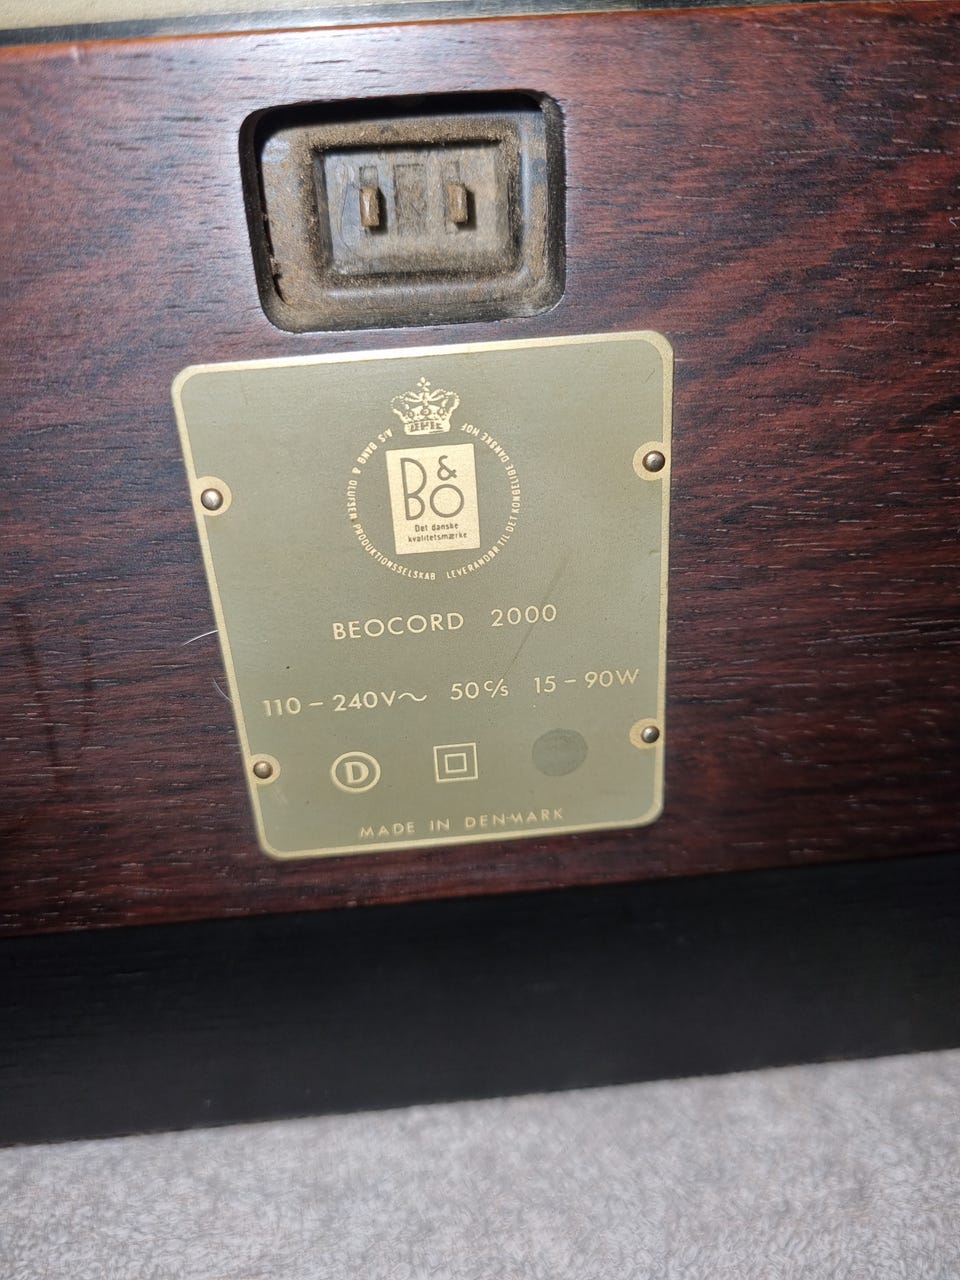 A/S BANG & OLUFSEN PRODUKTIONSSELSKAB LEVERANDØR TIL DET KONGELIGE DANSKE HOF
B&O
Det danske
kvalitetsmærke
BEOCORD 2000
110 – 240V~ 50 c/s 15 – 90W
D
MADE IN DENMARK